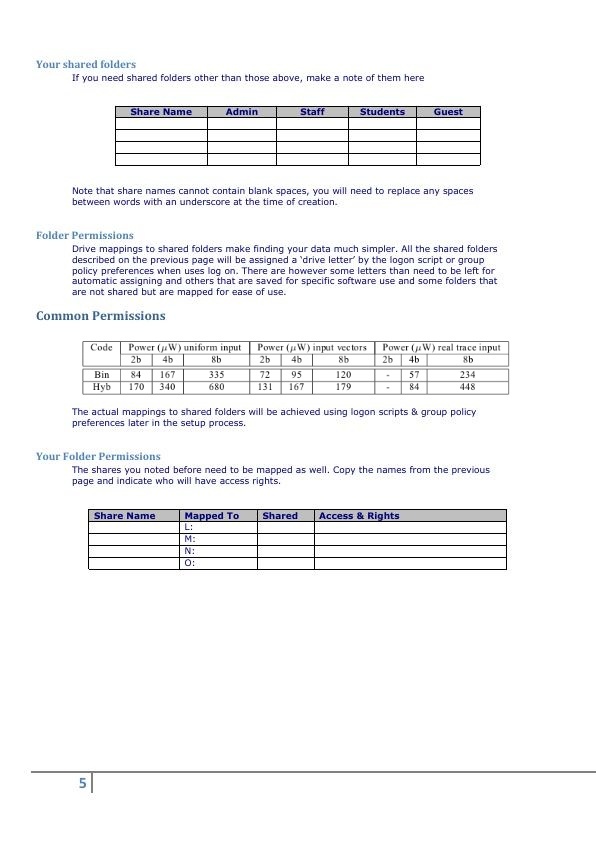 Your shared folders
If you need shared folders other than those above, make a note of them here
Share Name Admin Staff Students Guest
Note that share names cannot contain blank spaces, you will need to replace any spaces
between words with an underscore at the time of creation.
Folder Permissions
Drive mappings to shared folders make finding your data much simpler. All the shared folders
described on the previous page will be assigned a ‘drive letter’ by the logon script or group
policy preferences when uses log on. There are however some letters than need to be left for
automatic assigning and others that are saved for specific software use and some folders that
are not shared but are mapped for ease of use.
Common Permissions
Code Power (μW) uniform input Power (μW) input vectors Power (μW) real trace input
2b 4b 8b 2b 4b 8b 2b 4b 8b
Bin 84 167 335 72 95 120 - 57 234
Hyb 170 340 680 131 167 179 - 84 448
The actual mappings to shared folders will be achieved using logon scripts & group policy
preferences later in the setup process.
Your Folder Permissions
The shares you noted before need to be mapped as well. Copy the names from the previous
page and indicate who will have access rights.
Share Name Mapped To Shared Access & Rights
L:
M:
N:
O:
5